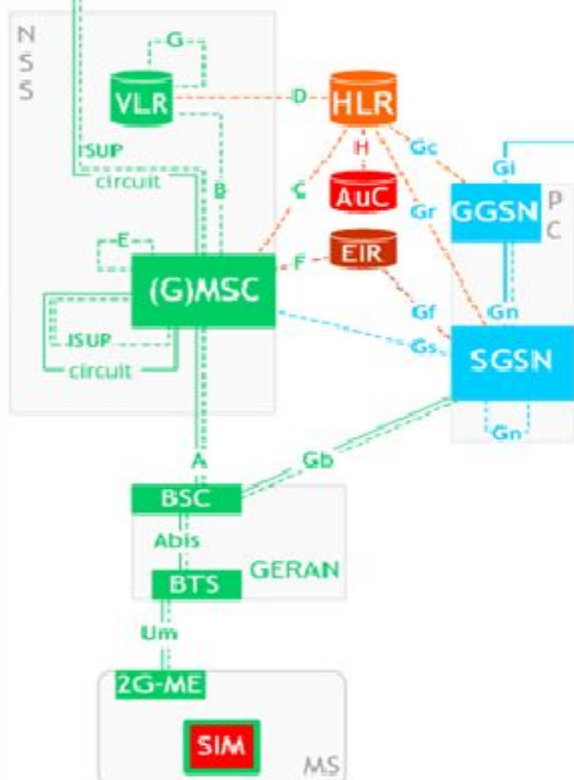 N
S
S
G
VLR
D
HLR
ISUP
circuit
B
H
Gc
Gi
C
AuC
Gr
GGSN
P
C
E
F
EIR
(G)MSC
Gf
Gn
ISUP
Gs
SGSN
circuit
Gn
A
Gb
BSC
Abis
GERAN
BTS
Um
2G-ME
SIM
MS